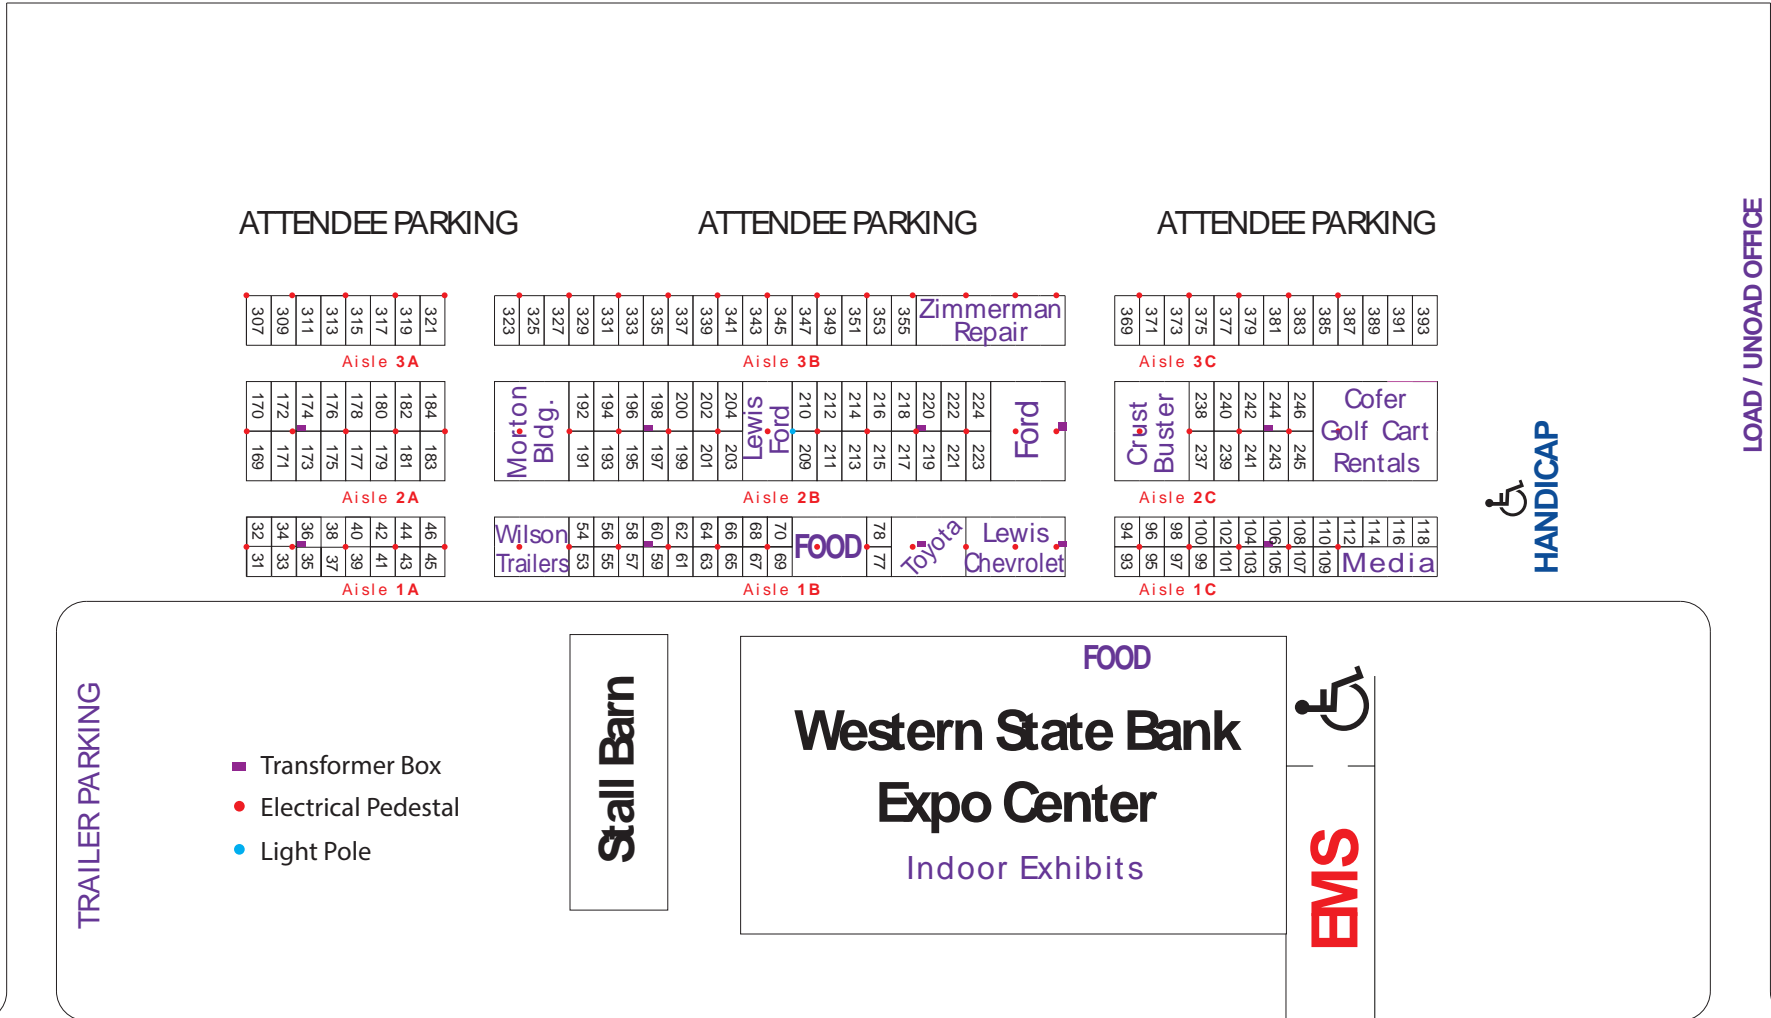 ATTENDEE PARKING ATTENDEE PARKING ATTENDEE PARKING
307 309 311 313 315 317 319 321
323 325 327 329 331 333 335 337 339 341 343 345 347 349 351 353 355
Zimmerman
Repair
369 371 373 375 377 379 381 383 385 387 389 391 393
Aisle 3A Aisle 3B Aisle 3C
170 172 174 176 178 180 182 184
169 171 173 175 177 179 181 183
Morton
Bldg.
192 194 196 198 200 202 204
191 193 195 197 199 201 203
Lewis
Ford
210 212 214 216 218 220 222 224
209 211 213 215 217 219 221 223
Ford
Crust
Buster
238 240 242 244 246
237 239 241 243 245
Cofer
Golf Cart
Rentals
Aisle 2A Aisle 2B Aisle 2C
32 34 36 38 40 42 44 46
31 33 35 37 39 41 43 45
Wilson
Trailers
54 56 58 60 62 64 66 68 70
53 55 57 59 61 63 65 67 69
FOOD
78
77
Toyota
Lewis
Chevrolet
94 96 98 100 102 104 106 108 110 112 114 116 118
93 95 97 99 101 103 105 107 109
Media
Aisle 1A Aisle 1B Aisle 1C
HANDICAP
LOAD / UNOAD OFFICE
TRAILER PARKING
Transformer Box
Electrical Pedestal
Light Pole
Stall Barn
FOOD
Western State Bank
Expo Center
Indoor Exhibits
EMS